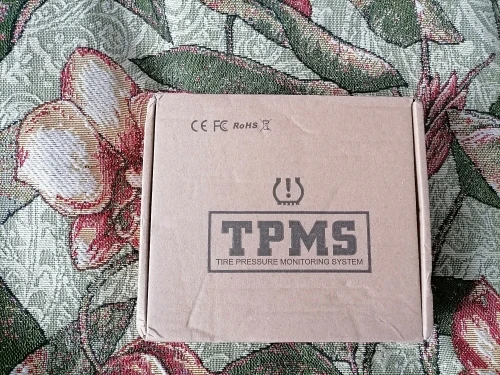 CE FC RoHS
TPMS
TIRE PRESSURE MONITORING SYSTEM